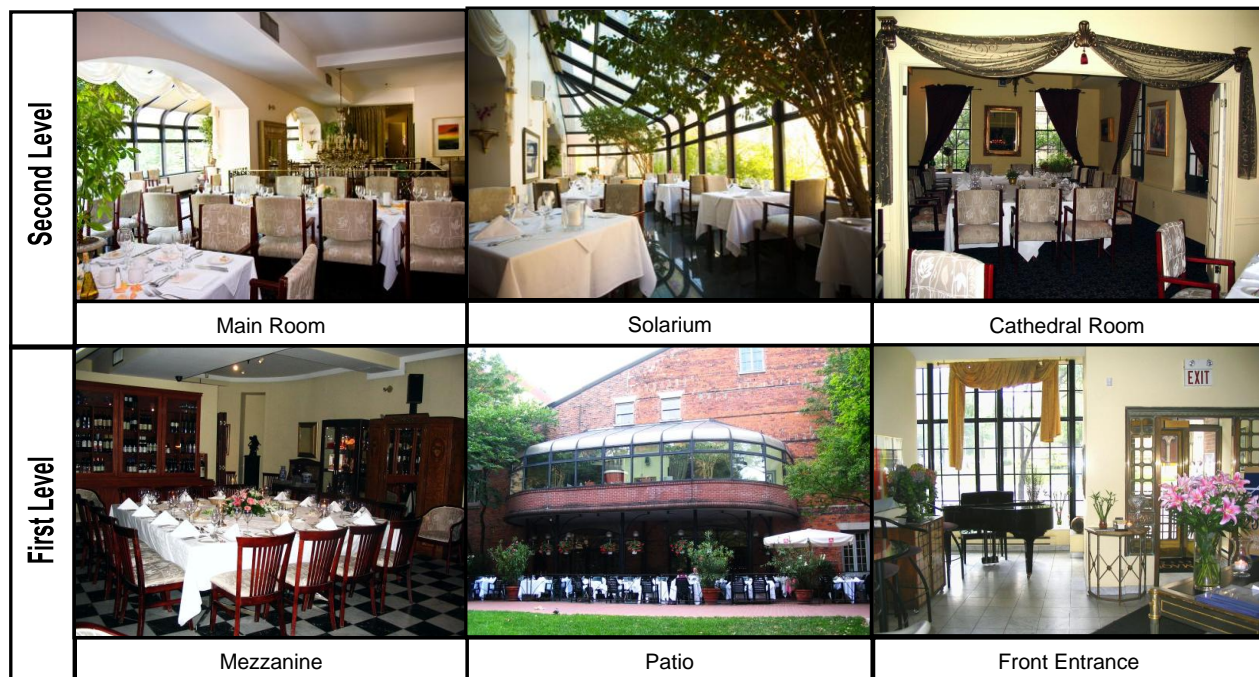 Second Level
Main Room
Solarium
Cathedral Room
EXIT
First Level
Mezzanine
Patio
Front Entrance